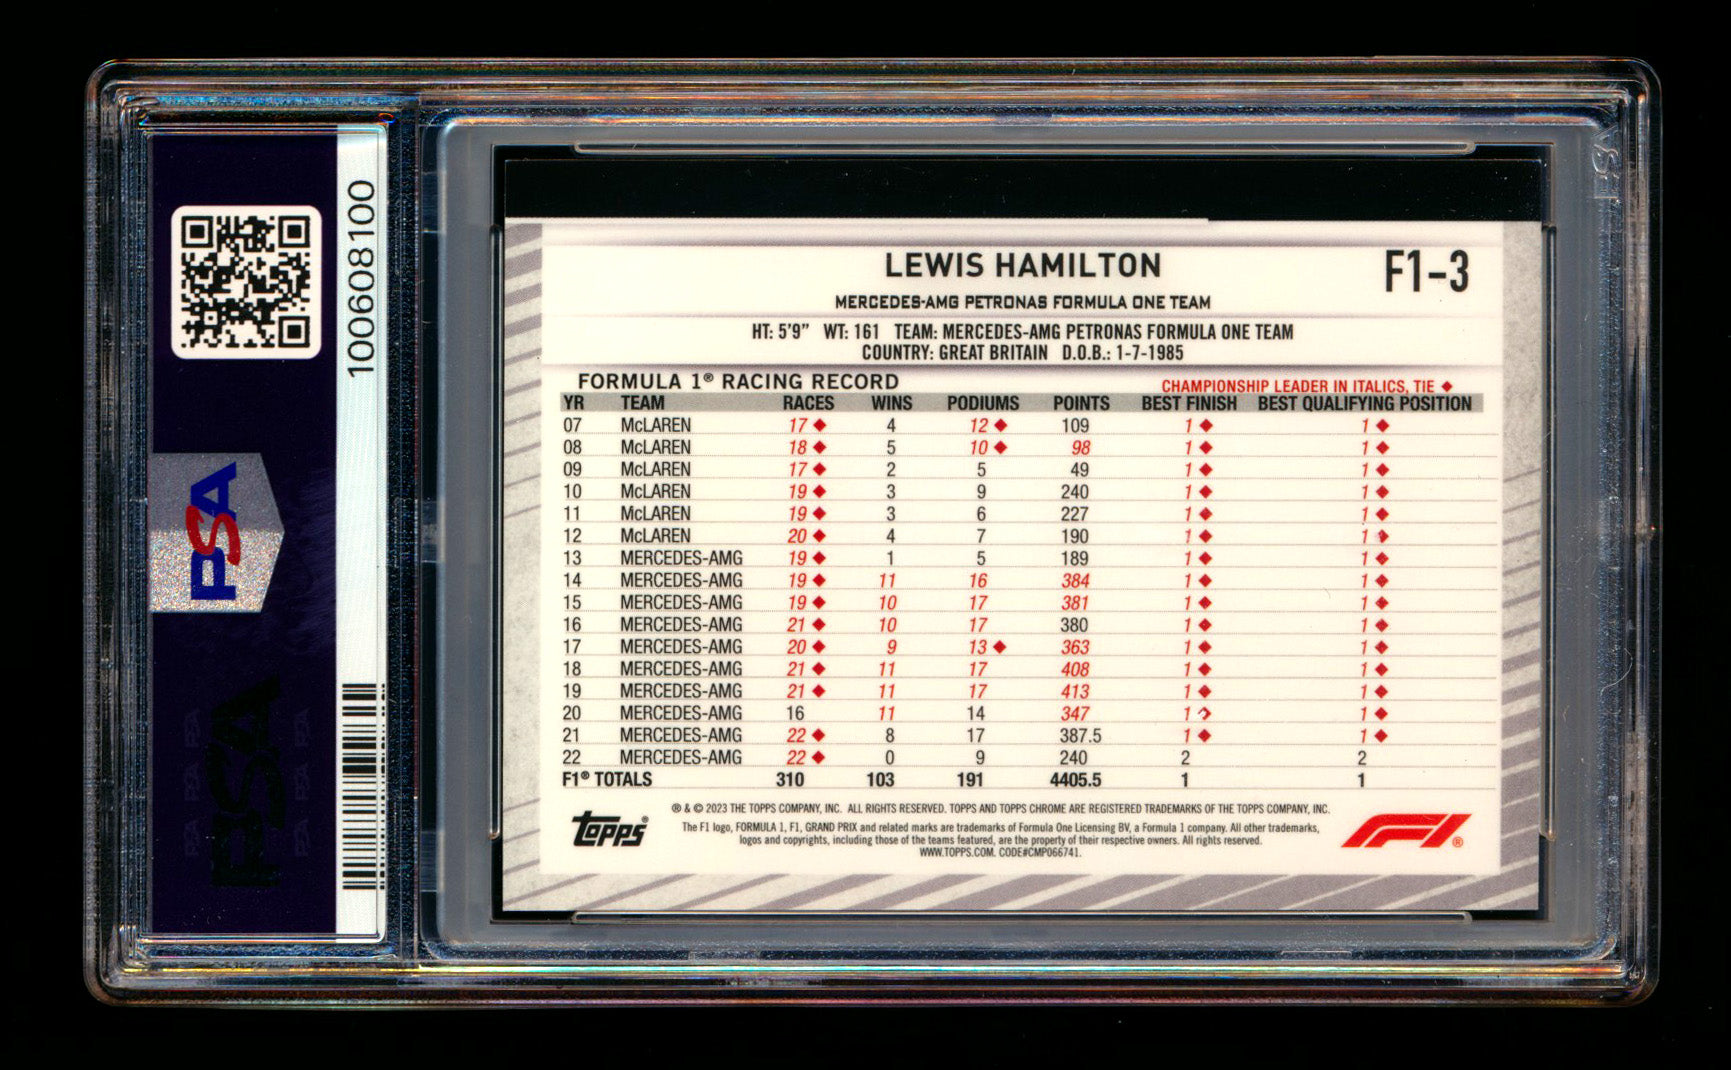 100608100
PSA
PSA
LEWIS HAMILTON
F1-3
MERCEDES-AMG PETRONAS FORMULA ONE TEAM
HT: 5'9" WT: 161 TEAM: MERCEDES-AMG PETRONAS FORMULA ONE TEAM
COUNTRY: GREAT BRITAIN D.O.B.: 1-7-1985
FORMULA 1® RACING RECORD
CHAMPIONSHIP LEADER IN ITALICS, TIE ♦
YR TEAM RACES WINS PODIUMS POINTS BEST FINISH BEST QUALIFYING POSITION
07 McLAREN 17 ♦ 4 12 ♦ 109 1 ♦ 1 ♦
08 McLAREN 18 ♦ 5 10 ♦ 98 1 ♦ 1 ♦
09 McLAREN 17 ♦ 2 5 49 1 ♦ 1 ♦
10 McLAREN 19 ♦ 3 9 240 1 ♦ 1 ♦
11 McLAREN 19 ♦ 3 6 227 1 ♦ 1 ♦
12 McLAREN 20 ♦ 4 7 190 1 ♦ 1 ♦
13 MERCEDES-AMG 19 ♦ 1 5 189 1 ♦ 1 ♦
14 MERCEDES-AMG 19 ♦ 11 16 384 1 ♦ 1 ♦
15 MERCEDES-AMG 19 ♦ 10 17 381 1 ♦ 1 ♦
16 MERCEDES-AMG 21 ♦ 10 17 380 1 ♦ 1 ♦
17 MERCEDES-AMG 20 ♦ 9 13 ♦ 363 1 ♦ 1 ♦
18 MERCEDES-AMG 21 ♦ 11 17 408 1 ♦ 1 ♦
19 MERCEDES-AMG 21 ♦ 11 17 413 1 ♦ 1 ♦
20 MERCEDES-AMG 16 11 14 347 1 ♦ 1 ♦
21 MERCEDES-AMG 22 ♦ 8 17 387.5 1 ♦ 1 ♦
22 MERCEDES-AMG 22 ♦ 0 9 240 2 2
F1® TOTALS 310 103 191 4405.5 1 1
® & © 2023 THE TOPPS COMPANY, INC. ALL RIGHTS RESERVED. TOPPS AND TOPPS CHROME ARE REGISTERED TRADEMARKS OF THE TOPPS COMPANY, INC.
The F1 logo, FORMULA 1, F1, GRAND PRIX and related marks are trademarks of Formula One Licensing BV, a Formula 1 company. All other trademarks,
logos and copyrights, including those of the teams featured, are the property of their respective owners. All rights reserved.
WWW.TOPPS.COM. CODE#CMP066741.
Topps®
F1®